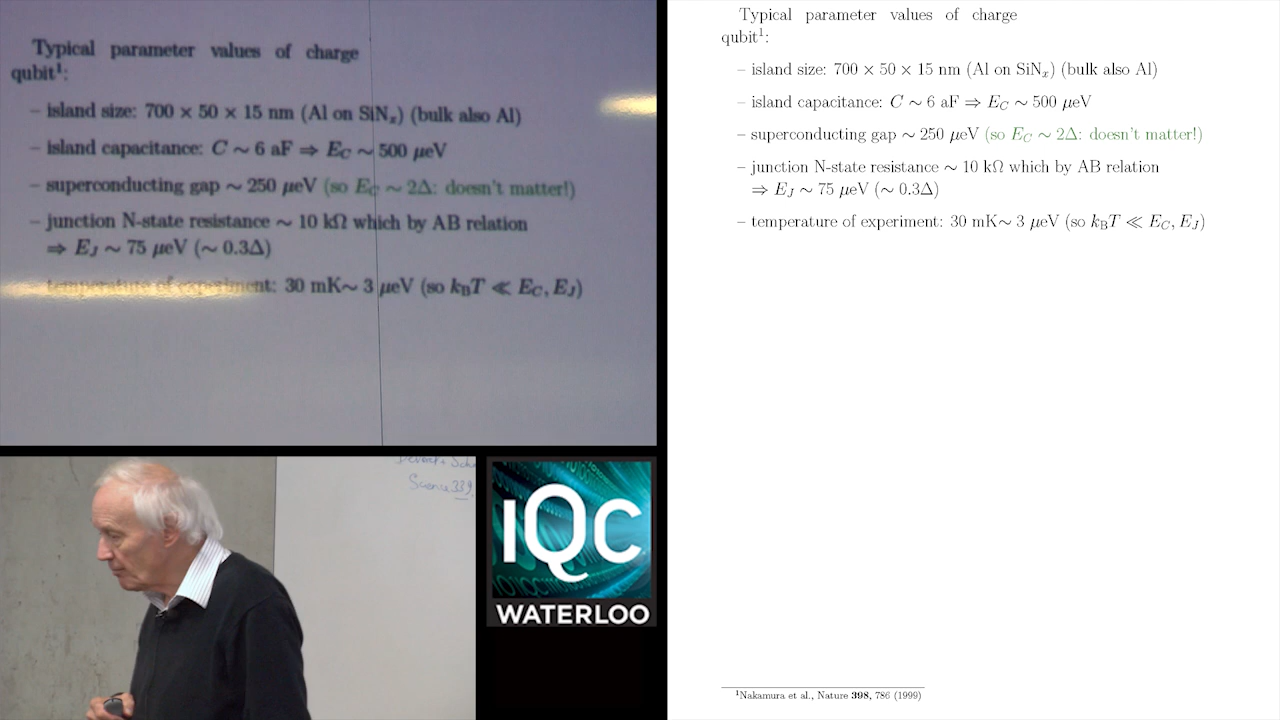 Typical parameter values of charge
qubit¹:
– island size: 700 × 50 × 15 nm (Al on SiNₓ) (bulk also Al)
– island capacitance: C ∼ 6 aF ⇒ E_C ∼ 500 μeV
– superconducting gap ∼ 250 μeV (so E_C ∼ 2Δ: doesn't matter!)
– junction N-state resistance ∼ 10 kΩ which by AB relation
⇒ E_J ∼ 75 μeV (∼ 0.3Δ)
– temperature of experiment: 30 mK∼ 3 μeV (so k_BT ≪ E_C, E_J)
Science 339,
IQC
WATERLOO
Typical parameter values of charge
qubit¹:
– island size: 700 × 50 × 15 nm (Al on SiNₓ) (bulk also Al)
– island capacitance: C ∼ 6 aF ⇒ E_C ∼ 500 μeV
– superconducting gap ∼ 250 μeV (so E_C ∼ 2Δ: doesn't matter!)
– junction N-state resistance ∼ 10 kΩ which by AB relation
⇒ E_J ∼ 75 μeV (∼ 0.3Δ)
– temperature of experiment: 30 mK∼ 3 μeV (so k_BT ≪ E_C, E_J)
¹Nakamura et al., Nature 398, 786 (1999)